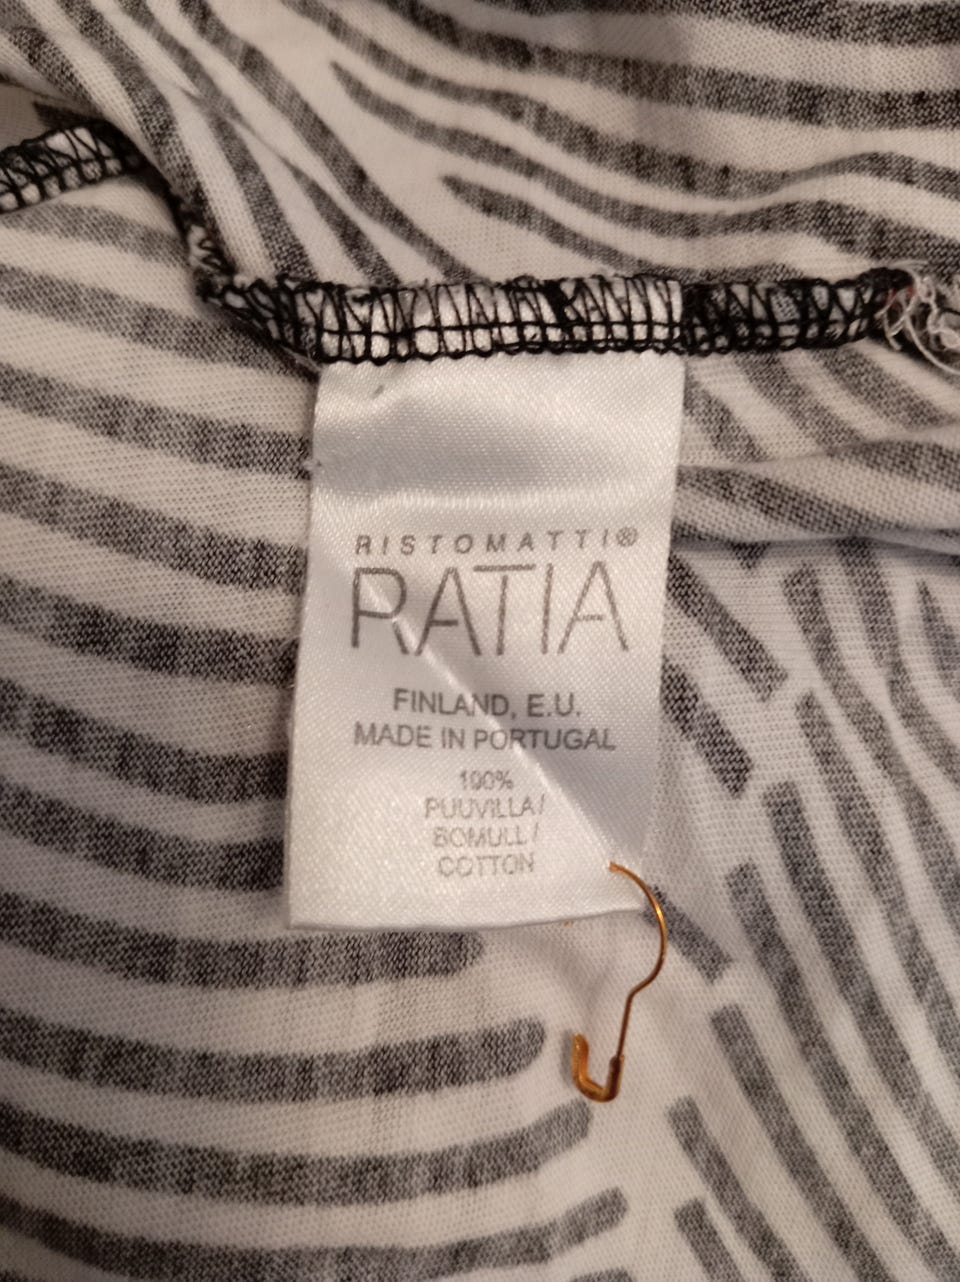 RISTOMATTI®
RATIA
FINLAND, E.U.
MADE IN PORTUGAL
100%
PUUVILLA/
BOMULL/
COTTON